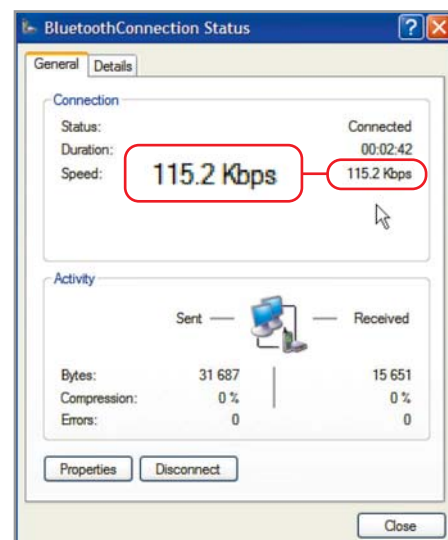 BluetoothConnection Status
General Details
Connection
Status: Connected
Duration: 00:02:42
Speed: 115.2 Kbps 115.2 Kbps
Activity
Sent — — Received
Bytes: 31 687 15 651
Compression: 0 % 0 %
Errors: 0 0
Properties Disconnect
Close